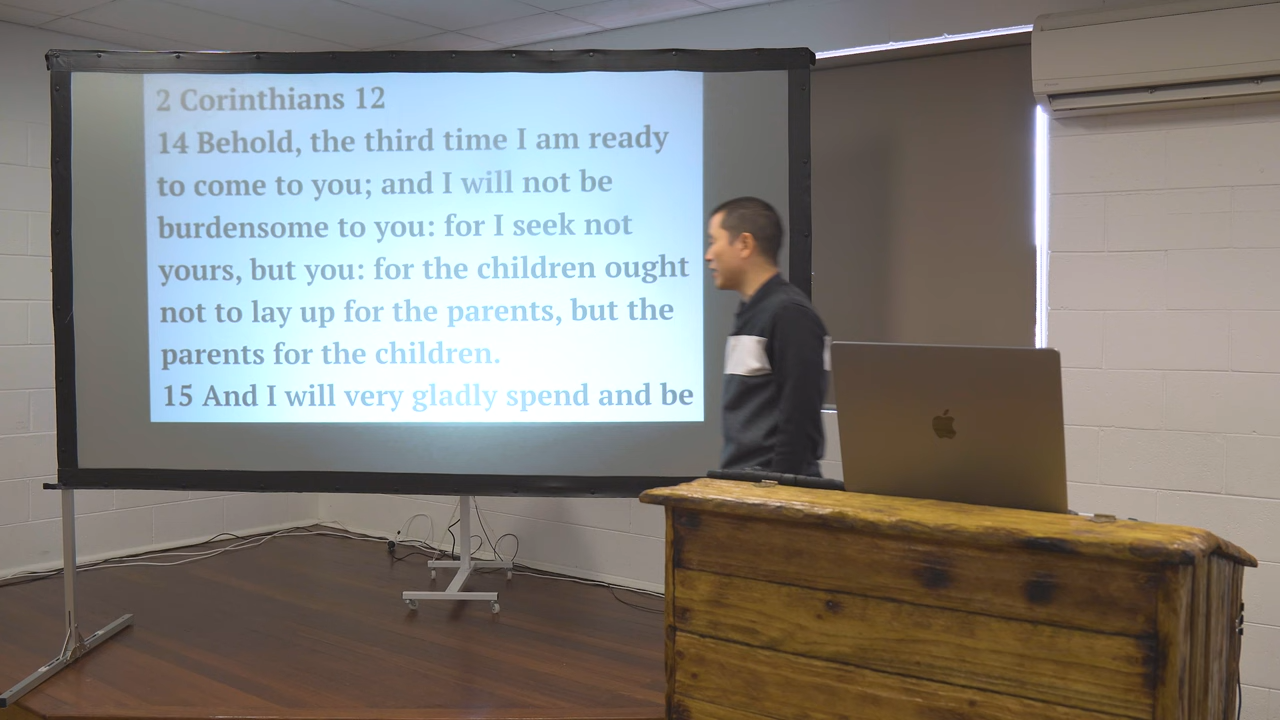 2 Corinthians 12
14 Behold, the third time I am ready
to come to you; and I will not be
burdensome to you: for I seek not
yours, but you: for the children ought
not to lay up for the parents, but the
parents for the children.
15 And I will very gladly spend and be